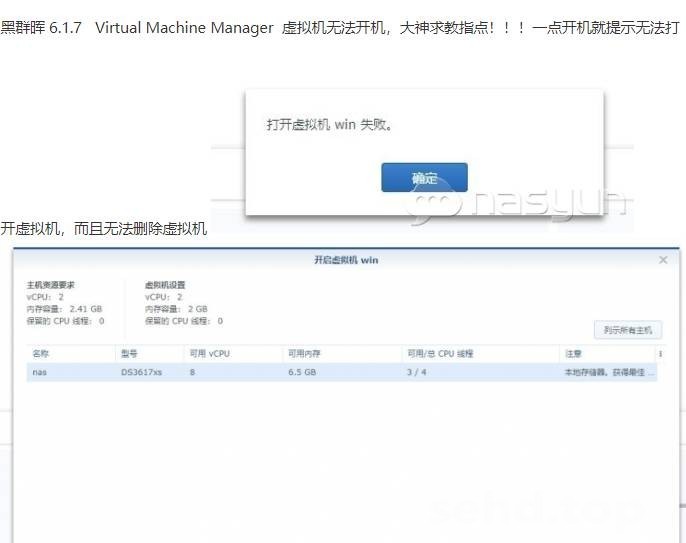 黑群晖 6.1.7 Virtual Machine Manager 虚拟机无法开机，大神求教指点！！！一点开机就提示无法打
打开虚拟机 win 失败。
确定
nasyun
开虚拟机，而且无法删除虚拟机
开启虚拟机 win
主机资源要求 虚拟机设置
vCPU： 2 vCPU： 2
内存容量： 2.41 GB 内存容量： 2 GB
保留的 CPU 线程： 0 保留的 CPU 线程： 0
列示所有主机
名称 型号 可用 vCPU 可用内存 可用/总 CPU 线程 注意
nas DS3617xs 8 6.5 GB 3 / 4 本地存储器。获得最佳 ...